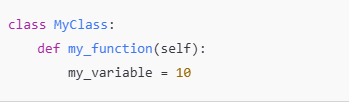 class MyClass:
    def my_function(self):
        my_variable = 10